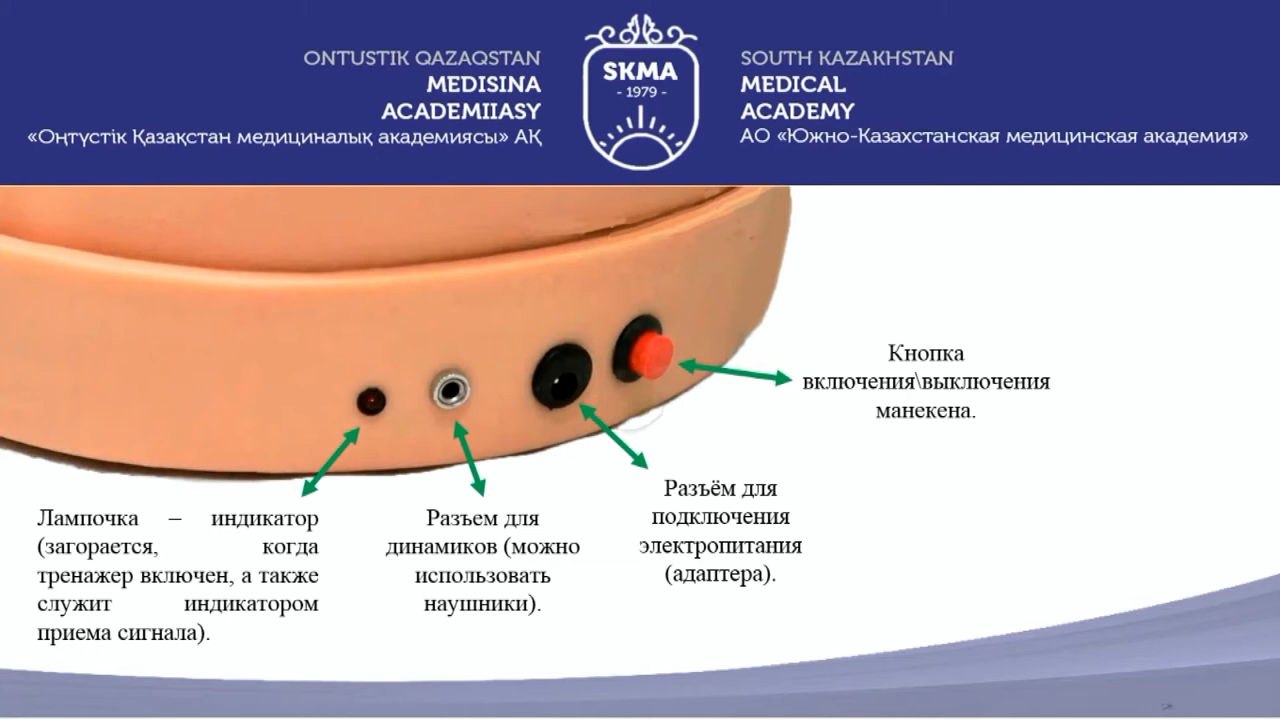 ONTUSTIK QAZAQSTAN
MEDISINA
ACADEMIIASY
«Оңтүстік Қазақстан медициналық академиясы» АҚ
SKMA
- 1979 -
SOUTH KAZAKHSTAN
MEDICAL
ACADEMY
АО «Южно-Казахстанская медицинская академия»
Кнопка
включения\выключения
манекена.
Разъём для
подключения
электропитания
(адаптера).
Разъем для
динамиков (можно
использовать
наушники).
Лампочка – индикатор
(загорается, когда
тренажер включен, а также
служит индикатором
приема сигнала).